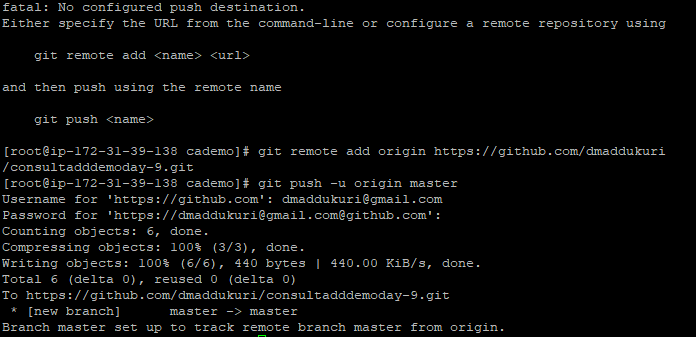 fatal: No configured push destination.
Either specify the URL from the command-line or configure a remote repository using
git remote add <name> <url>
and then push using the remote name
git push <name>
[root@ip-172-31-39-138 cademo]# git remote add origin https://github.com/dmaddukuri
/consultadddemoday-9.git
[root@ip-172-31-39-138 cademo]# git push -u origin master
Username for 'https://github.com': dmaddukuri@gmail.com
Password for 'https://dmaddukuri@gmail.com@github.com':
Counting objects: 6, done.
Compressing objects: 100% (3/3), done.
Writing objects: 100% (6/6), 440 bytes | 440.00 KiB/s, done.
Total 6 (delta 0), reused 0 (delta 0)
To https://github.com/dmaddukuri/consultadddemoday-9.git
* [new branch]      master -> master
Branch master set up to track remote branch master from origin.